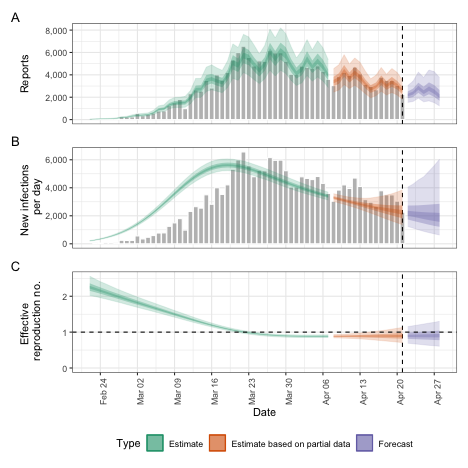 A
8,000
6,000
4,000
2,000
0
Reports
B
6,000
4,000
2,000
0
New infections
per day
C
2
1
0
Effective
reproduction no.
Feb 24
Mar 02
Mar 09
Mar 16
Mar 23
Mar 30
Apr 06
Apr 13
Apr 20
Apr 27
Date
Type Estimate Estimate based on partial data Forecast